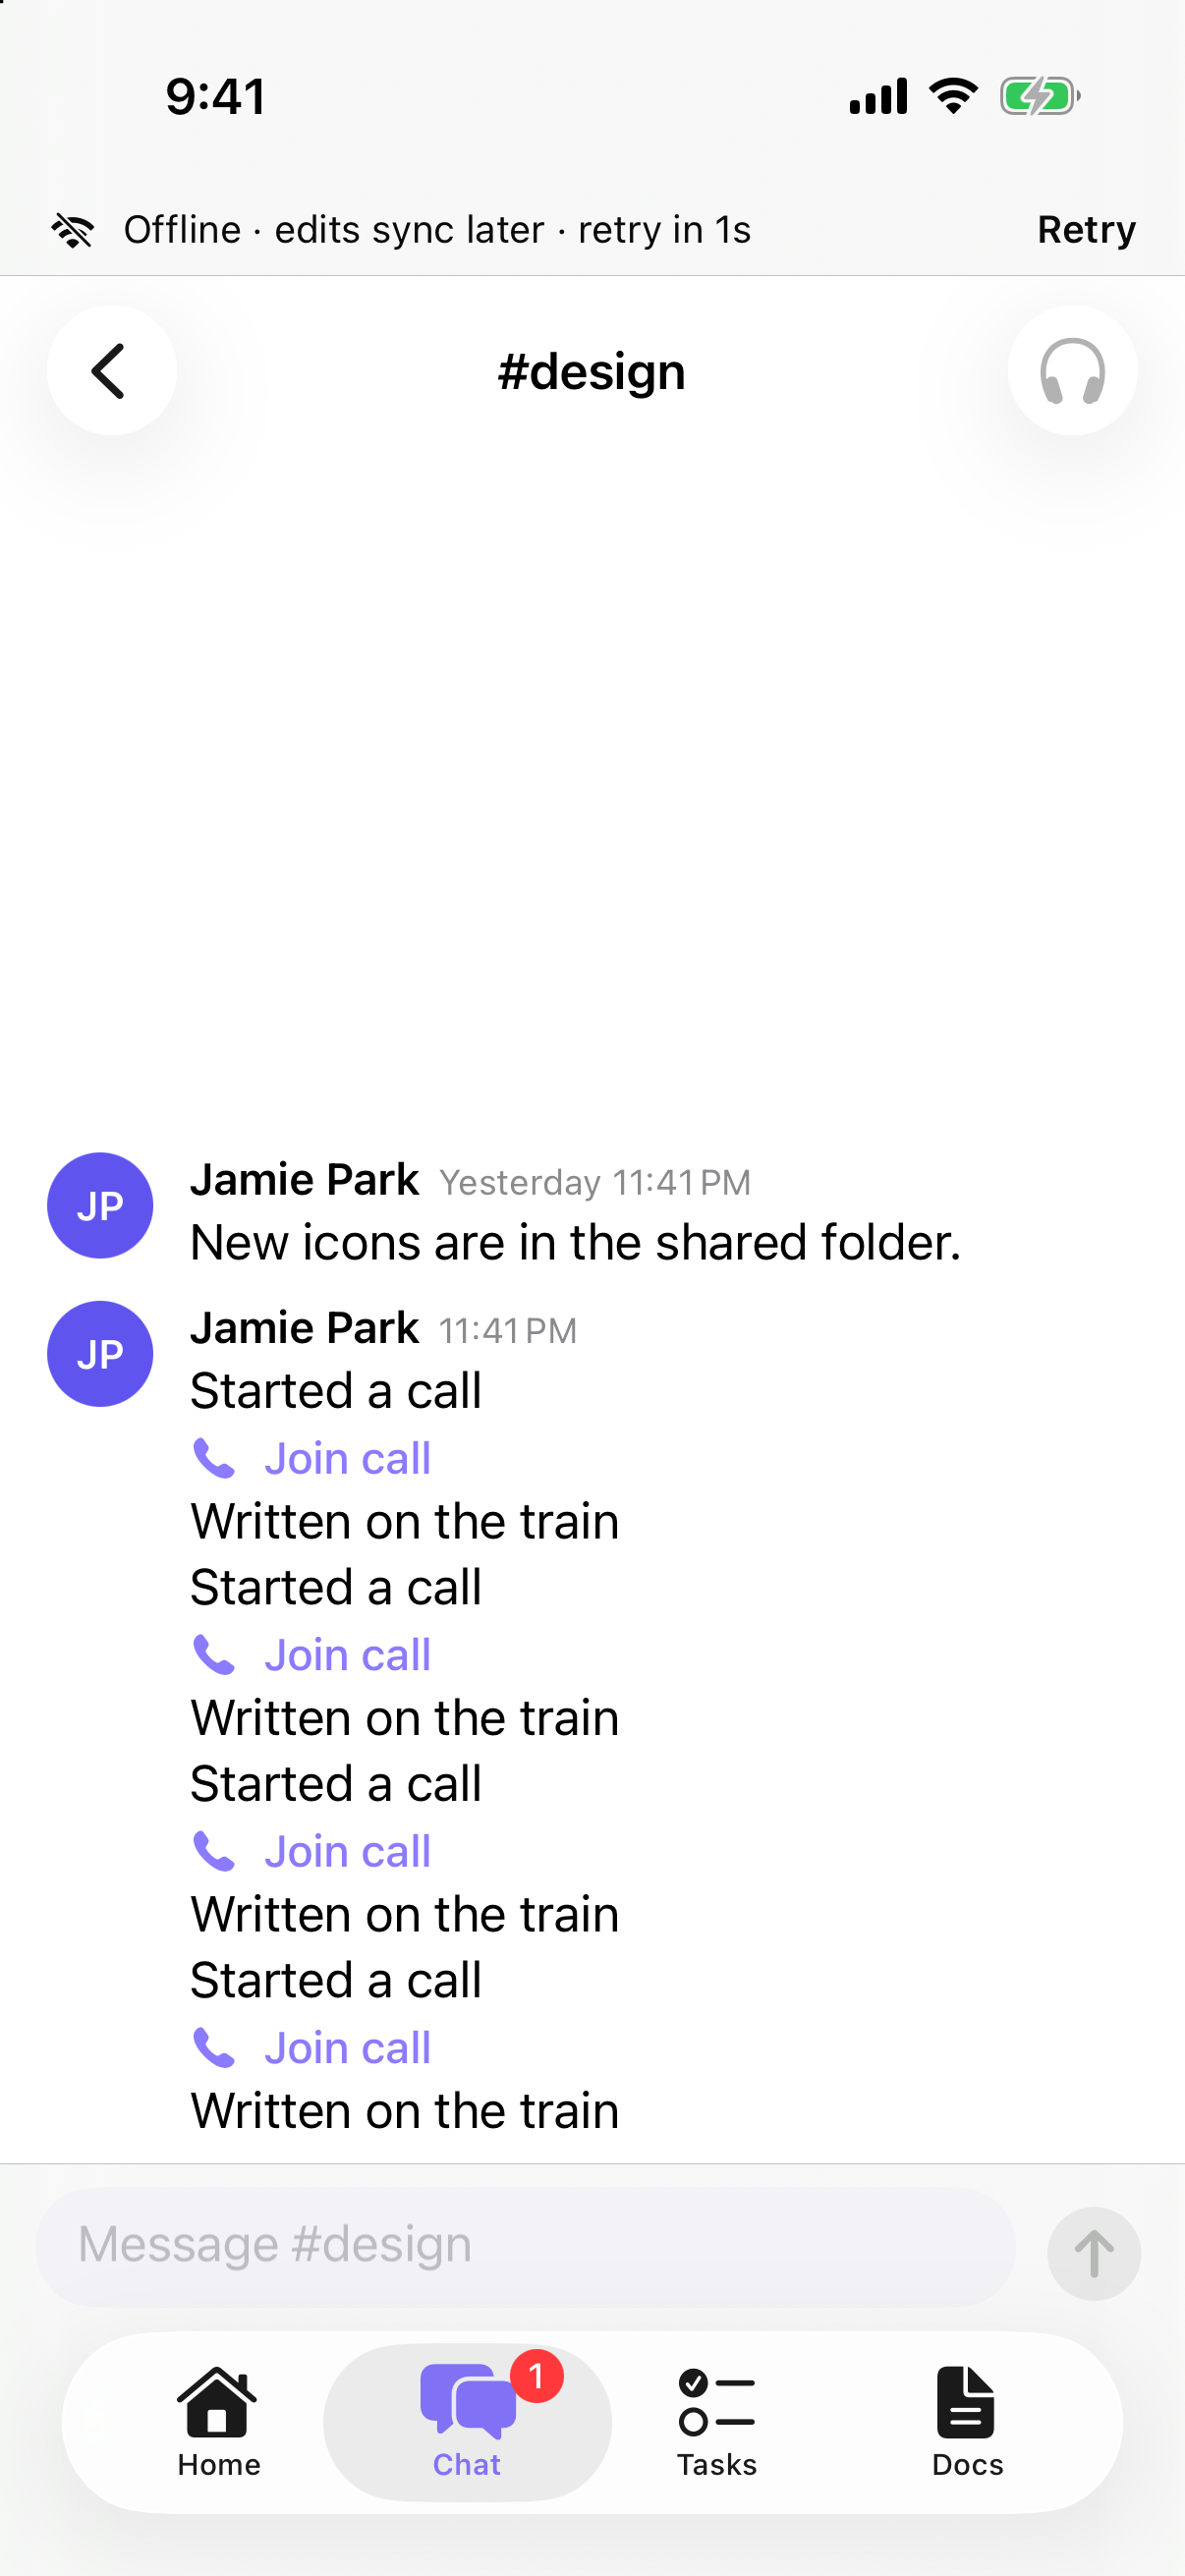 9:41
Offline · edits sync later · retry in 1s
Retry
#design
JP
Jamie Park Yesterday 11:41 PM
New icons are in the shared folder.
JP
Jamie Park 11:41 PM
Started a call
Join call
Written on the train
Started a call
Join call
Written on the train
Started a call
Join call
Written on the train
Started a call
Join call
Written on the train
Message #design
1
Home
Chat
Tasks
Docs